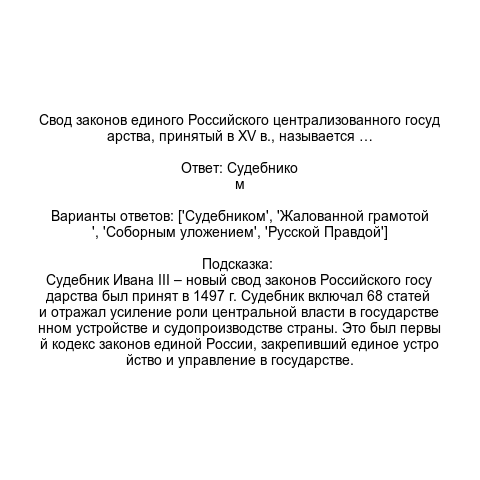 Свод законов единого Российского централизованного госуд
арства, принятый в XV в., называется …
Ответ: Судебнико
м
Варианты ответов: ['Судебником', 'Жалованной грамотой
', 'Соборным уложением', 'Русской Правдой']
Подсказка:
Судебник Ивана III – новый свод законов Российского госу
дарства был принят в 1497 г. Судебник включал 68 статей
и отражал усиление роли центральной власти в государстве
нном устройстве и судопроизводстве страны. Это был первы
й кодекс законов единой России, закрепивший единое устро
йство и управление в государстве.